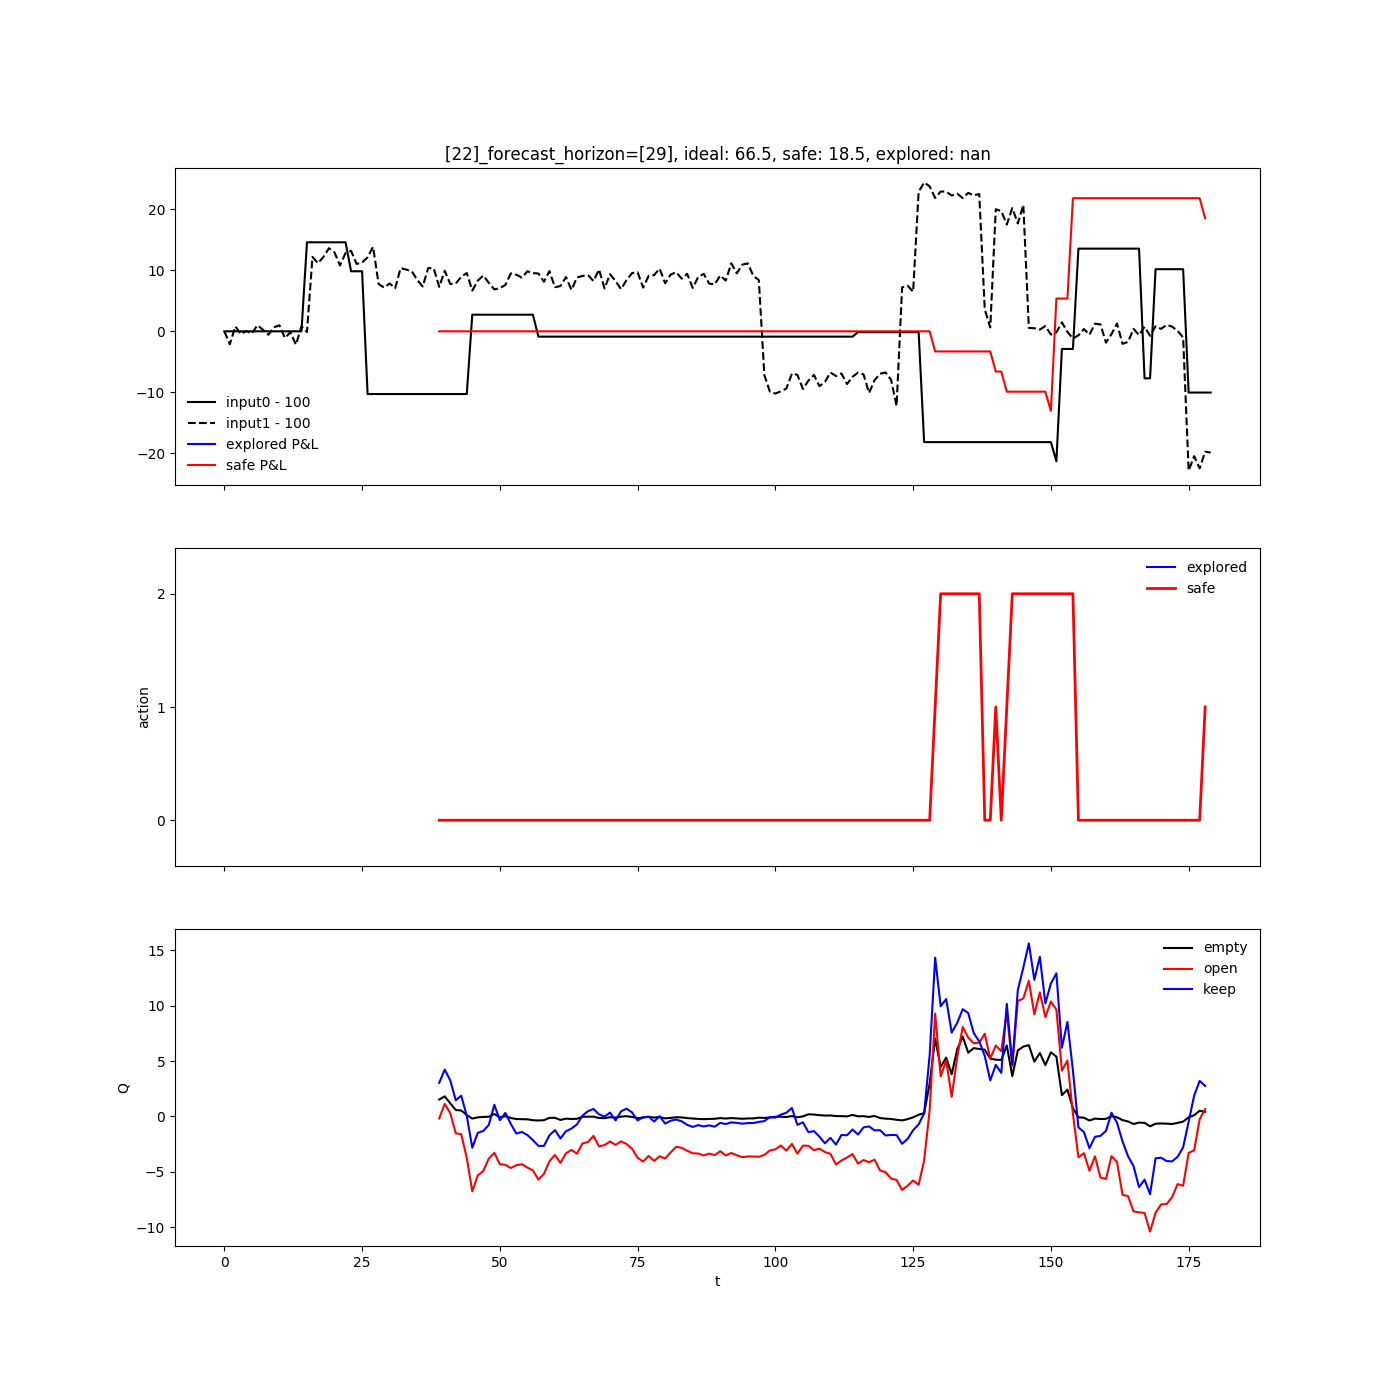 [22]_forecast_horizon=[29], ideal: 66.5, safe: 18.5, explored: nan
20
10
0
−10
−20
input0 - 100
input1 - 100
explored P&L
safe P&L
action
2
1
0
explored
safe
Q
15
10
5
0
−5
−10
empty
open
keep
0 25 50 75 100 125 150 175
t